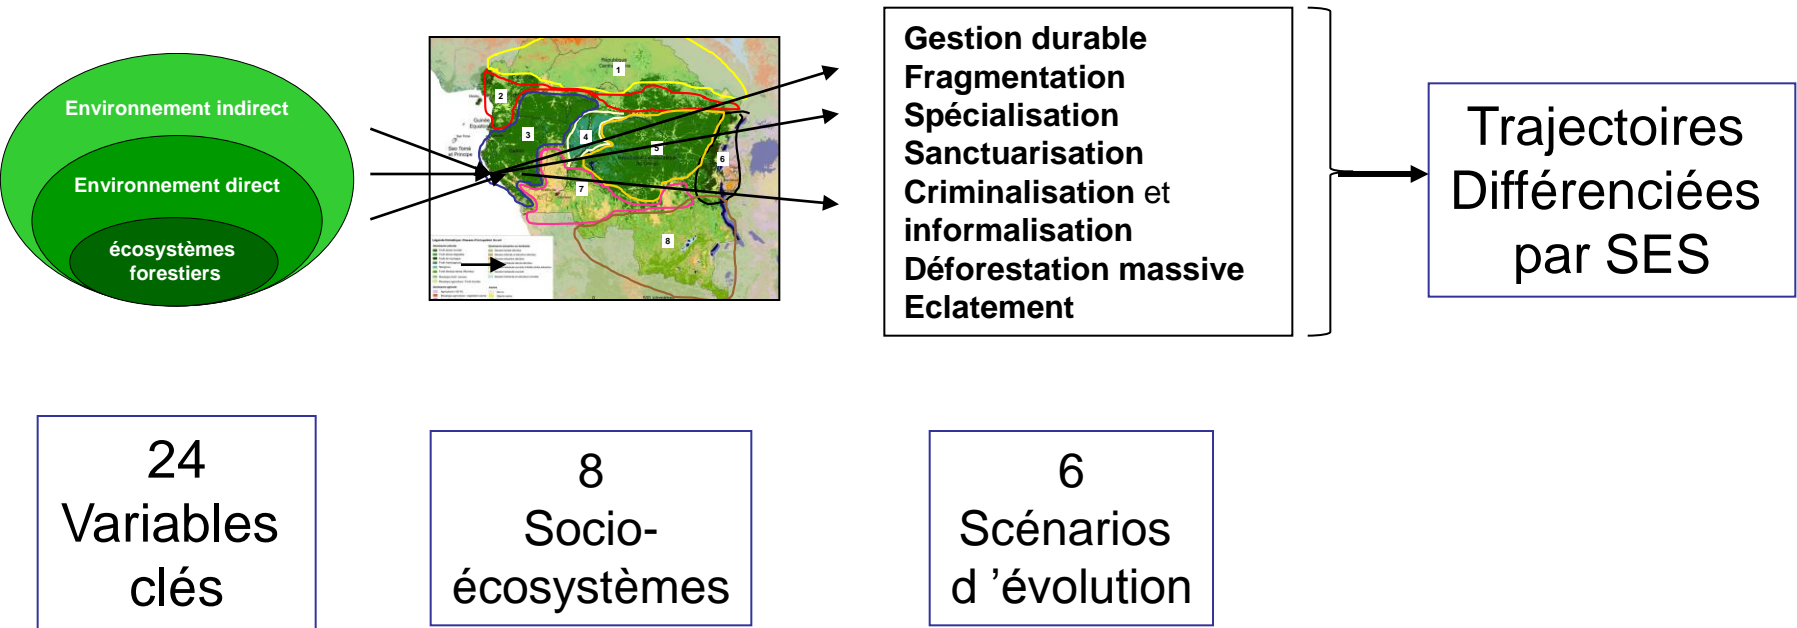 Environnement indirect
Environnement direct
écosystèmes
forestiers
1
2
3
4
5
6
7
8
Gestion durable
Fragmentation
Spécialisation
Sanctuarisation
Criminalisation et
informalisation
Déforestation massive
Eclatement
Trajectoires
Différenciées
par SES
24
Variables
clés
8
Socio-
écosystèmes
6
Scénarios
d ’évolution